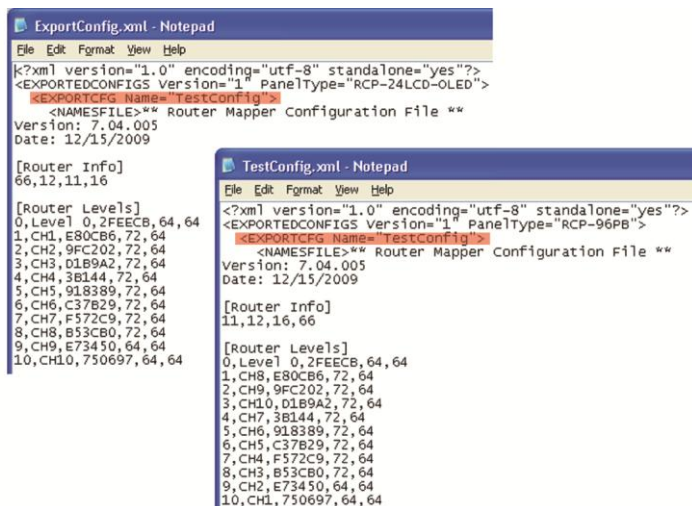 ExportConfig.xml - Notepad
File Edit Format View Help
<?xml version="1.0" encoding="utf-8" standalone="yes"?>
<EXPORTEDCONFIGS Version="1" PanelType="RCP-24LCD-OLED">
<EXPORTCFG Name="TestConfig">
<NAMESFILE>** Router Mapper Configuration File **
Version: 7.04.005
Date: 12/15/2009
[Router Info]
66,12,11,16
[Router Levels]
0,Level 0,2FEECB,64,64
1,CH1,E80CB6,72,64
2,CH2,9FC202,72,64
3,CH3,D1B9A2,72,64
4,CH4,3B144,72,64
5,CH5,918389,72,64
6,CH6,C37B29,72,64
7,CH7,F572C9,72,64
8,CH8,B53CB0,72,64
9,CH9,E73450,64,64
10,CH10,750697,64,64
TestConfig.xml - Notepad
File Edit Format View Help
<?xml version="1.0" encoding="utf-8" standalone="yes"?>
<EXPORTEDCONFIGS Version="1" PanelType="RCP-96PB">
<EXPORTCFG Name="TestConfig">
<NAMESFILE>** Router Mapper Configuration File **
Version: 7.04.005
Date: 12/15/2009
[Router Info]
11,12,16,66
[Router Levels]
0,Level 0,2FEECB,64,64
1,CH8,E80CB6,72,64
2,CH9,9FC202,72,64
3,CH10,D1B9A2,72,64
4,CH7,3B144,72,64
5,CH6,918389,72,64
6,CH5,C37B29,72,64
7,CH4,F572C9,72,64
8,CH3,B53CB0,72,64
9,CH2,E73450,64,64
10,CH1,750697,64,64